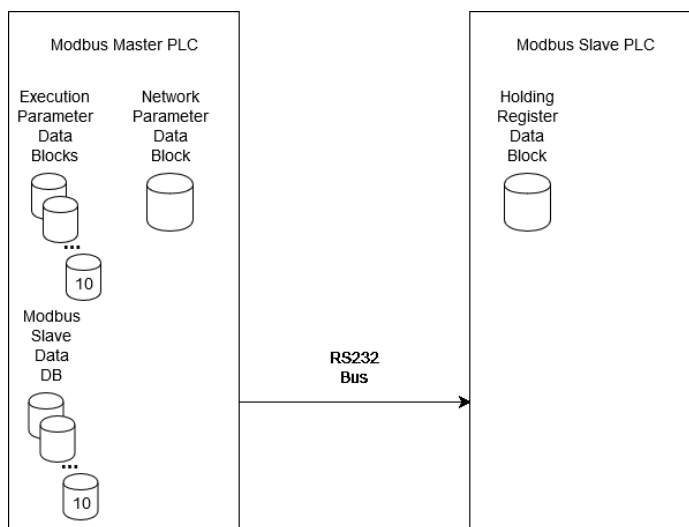 Modbus Master PLC
Modbus Slave PLC
Execution
Parameter
Data
Blocks
Network
Parameter
Data
Block
Holding
Register
Data
Block
...
10
Modbus
Slave
Data
DB
RS232
Bus
...
10